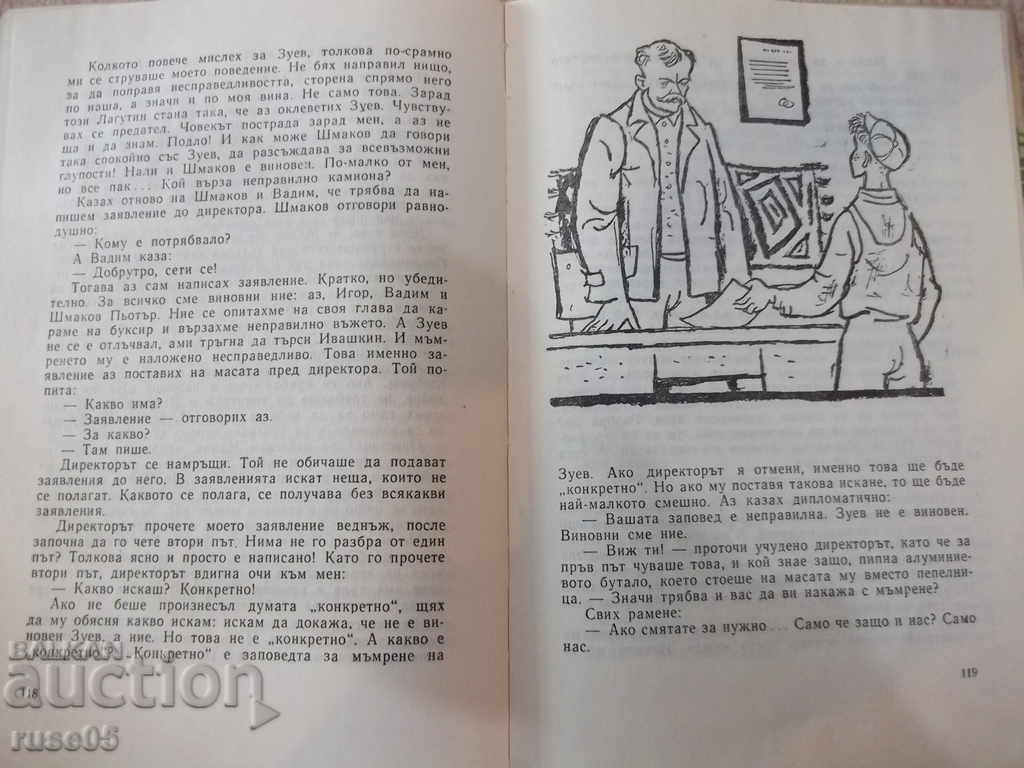 Колкото повече мислех за Зуев, толкова по-срамно
ми се струваше моето поведение. Не бях направил нищо,
за да поправя несправедливостта, сторена спрямо него
по наша, а значи и по моя вина. Не само това. Заради
този Лагутин стана така, че аз оклеветих Зуев. Чувству-
вах се предател. Човекът пострада зарад мен, а аз не
ща и да знам. Подло! И как може Шмаков да говори
така спокойно със Зуев, да разсъждава за всевъзможни
глупости! Нали и Шмаков е виновен. По-малко от мен,
но все пак... Кой върза неправилно камиона?
Казах отново на Шмаков и Вадим, че трябва да на-
пишем заявление до директора. Шмаков отговори равно-
душно:
— Кому е потрябвало?
А Вадим каза:
— Добрутро, сети се!
Тогава аз сам написах заявление. Кратко, но убеди-
телно. За всичко сме виновни ние: аз, Игор, Вадим и
Шмаков Пьотър. Ние се опитахме на своя глава да ка-
раме на буксир и вързахме неправилно въжето. А Зуев
не се е отлъчвал, ами тръгна да търси Ивашкин. И мъм-
ренето му е наложено несправедливо. Това именно за-
явление аз поставих на масата пред директора. Той по-
пита:
— Какво има?
— Заявление — отговорих аз.
— За какво?
— Там пише.
Директорът се намръщи. Той не обичаше да подават
заявления до него. В заявленията искат неща, които не
се полагат. Каквото се полага, се получава без всякакви
заявления.
Директорът прочете моето заявление веднъж, после
започна да го чете втори път. Нима не го разбра от един
път? Толкова ясно и просто е написано! Като го прочете
втори път, директорът вдигна очи към мен:
— Какво искаш? Конкретно!
Ако не беше произнесъл думата „конкретно“, щях
да му обясня какво искам: искам да докажа, че не е ви-
новен Зуев, а ние. Но това не е „конкретно“. А какво е
„конкретно“? „Конкретно“ е заповедта за мъмрене на
118
Зуев. Ако директорът я отмени, именно това ще бъде
„конкретно“. Но ако му поставя такова искане, то ще бъде
най-малкото смешно. Аз казах дипломатично:
— Вашата заповед е неправилна. Зуев не е виновен.
Виновни сме ние.
— Виж ти! — проточи учудено директорът, като че за
пръв път чуваше това, и кой знае защо, пипна алуминие-
вото бутало, което стоеше на масата му вместо пепелни-
ца. — Значи трябва и вас да ви накажа с мъмрене?
Свих рамене:
— Ако смятате за нужно... Само че защо и нас? Само
нас.
119
Balkan
auction
ruse05